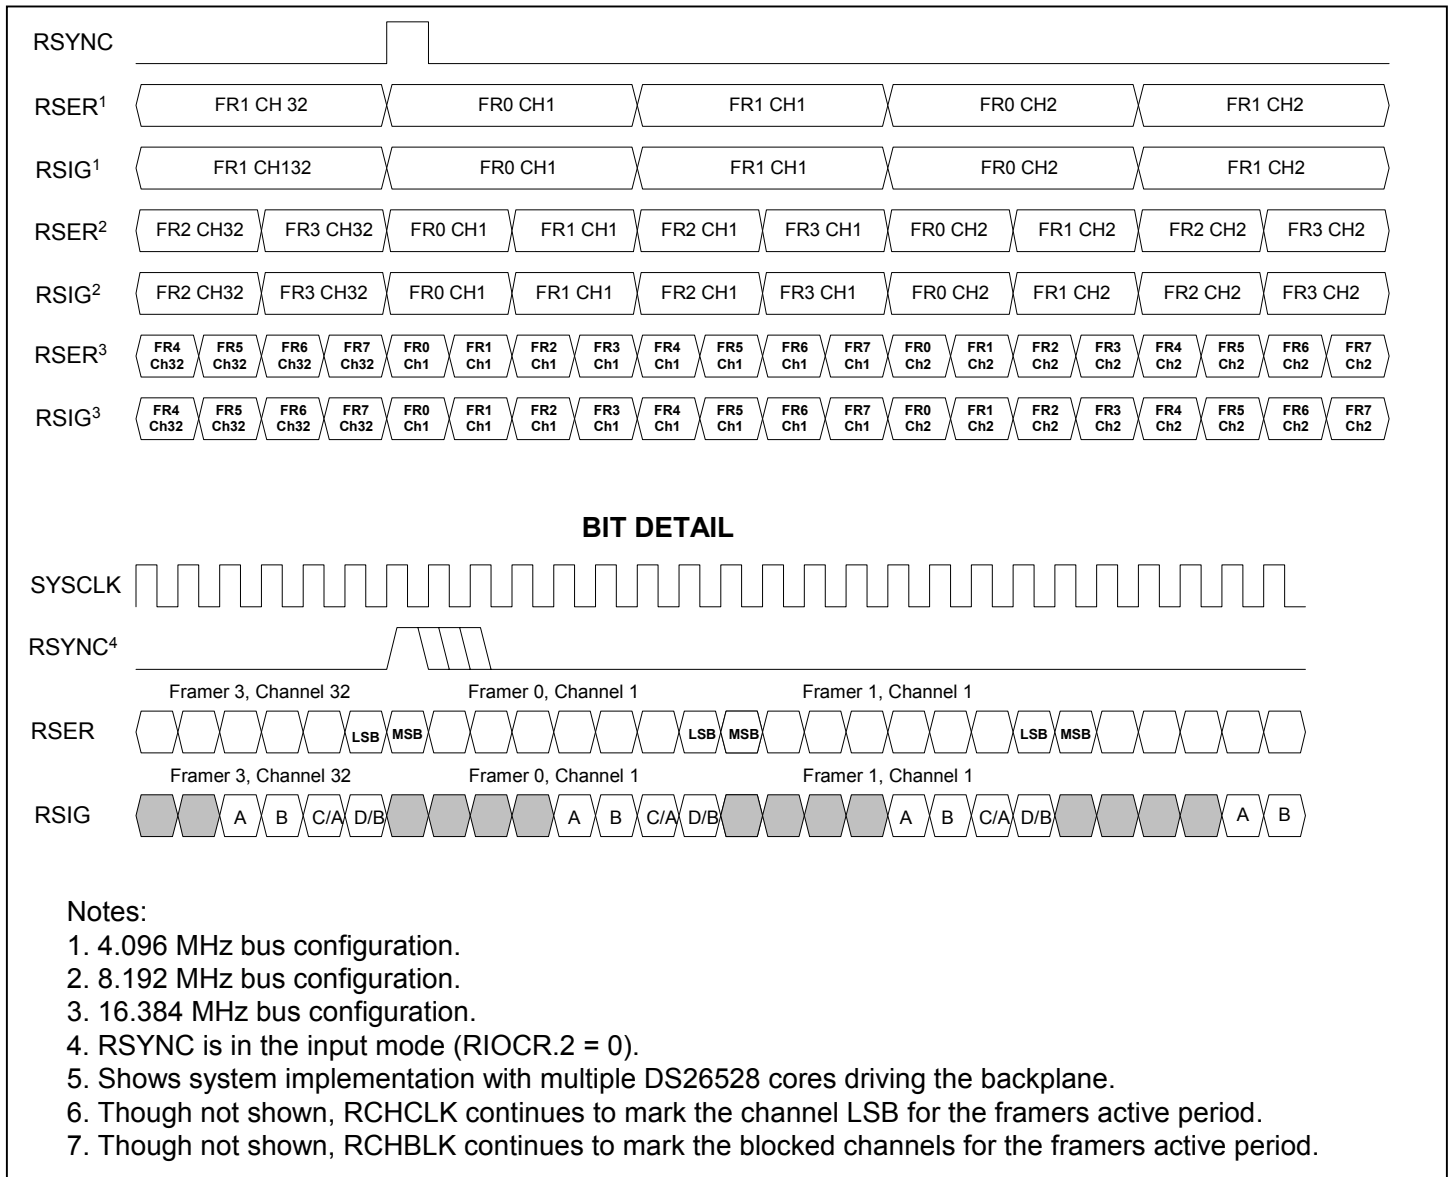 RSYNC
RSER1 FR1 CH 32 FR0 CH1 FR1 CH1 FR0 CH2 FR1 CH2
RSIG1 FR1 CH132 FR0 CH1 FR1 CH1 FR0 CH2 FR1 CH2
RSER2 FR2 CH32 FR3 CH32 FR0 CH1 FR1 CH1 FR2 CH1 FR3 CH1 FR0 CH2 FR1 CH2 FR2 CH2 FR3 CH2
RSIG2 FR2 CH32 FR3 CH32 FR0 CH1 FR1 CH1 FR2 CH1 FR3 CH1 FR0 CH2 FR1 CH2 FR2 CH2 FR3 CH2
RSER3 FR4 Ch32 FR5 Ch32 FR6 Ch32 FR7 Ch32 FR0 Ch1 FR1 Ch1 FR2 Ch1 FR3 Ch1 FR4 Ch1 FR5 Ch1 FR6 Ch1 FR7 Ch1 FR0 Ch2 FR1 Ch2 FR2 Ch2 FR3 Ch2 FR4 Ch2 FR5 Ch2 FR6 Ch2 FR7 Ch2
RSIG3 FR4 Ch32 FR5 Ch32 FR6 Ch32 FR7 Ch32 FR0 Ch1 FR1 Ch1 FR2 Ch1 FR3 Ch1 FR4 Ch1 FR5 Ch1 FR6 Ch1 FR7 Ch1 FR0 Ch2 FR1 Ch2 FR2 Ch2 FR3 Ch2 FR4 Ch2 FR5 Ch2 FR6 Ch2 FR7 Ch2
BIT DETAIL
SYSCLK
RSYNC4
Framer 3, Channel 32 Framer 0, Channel 1 Framer 1, Channel 1
RSER LSB MSB LSB MSB LSB MSB
Framer 3, Channel 32 Framer 0, Channel 1 Framer 1, Channel 1
RSIG A B C/A D/B A B C/A D/B A B C/A D/B A B
Notes:
1. 4.096 MHz bus configuration.
2. 8.192 MHz bus configuration.
3. 16.384 MHz bus configuration.
4. RSYNC is in the input mode (RIOCR.2 = 0).
5. Shows system implementation with multiple DS26528 cores driving the backplane.
6. Though not shown, RCHCLK continues to mark the channel LSB for the framers active period.
7. Though not shown, RCHBLK continues to mark the blocked channels for the framers active period.